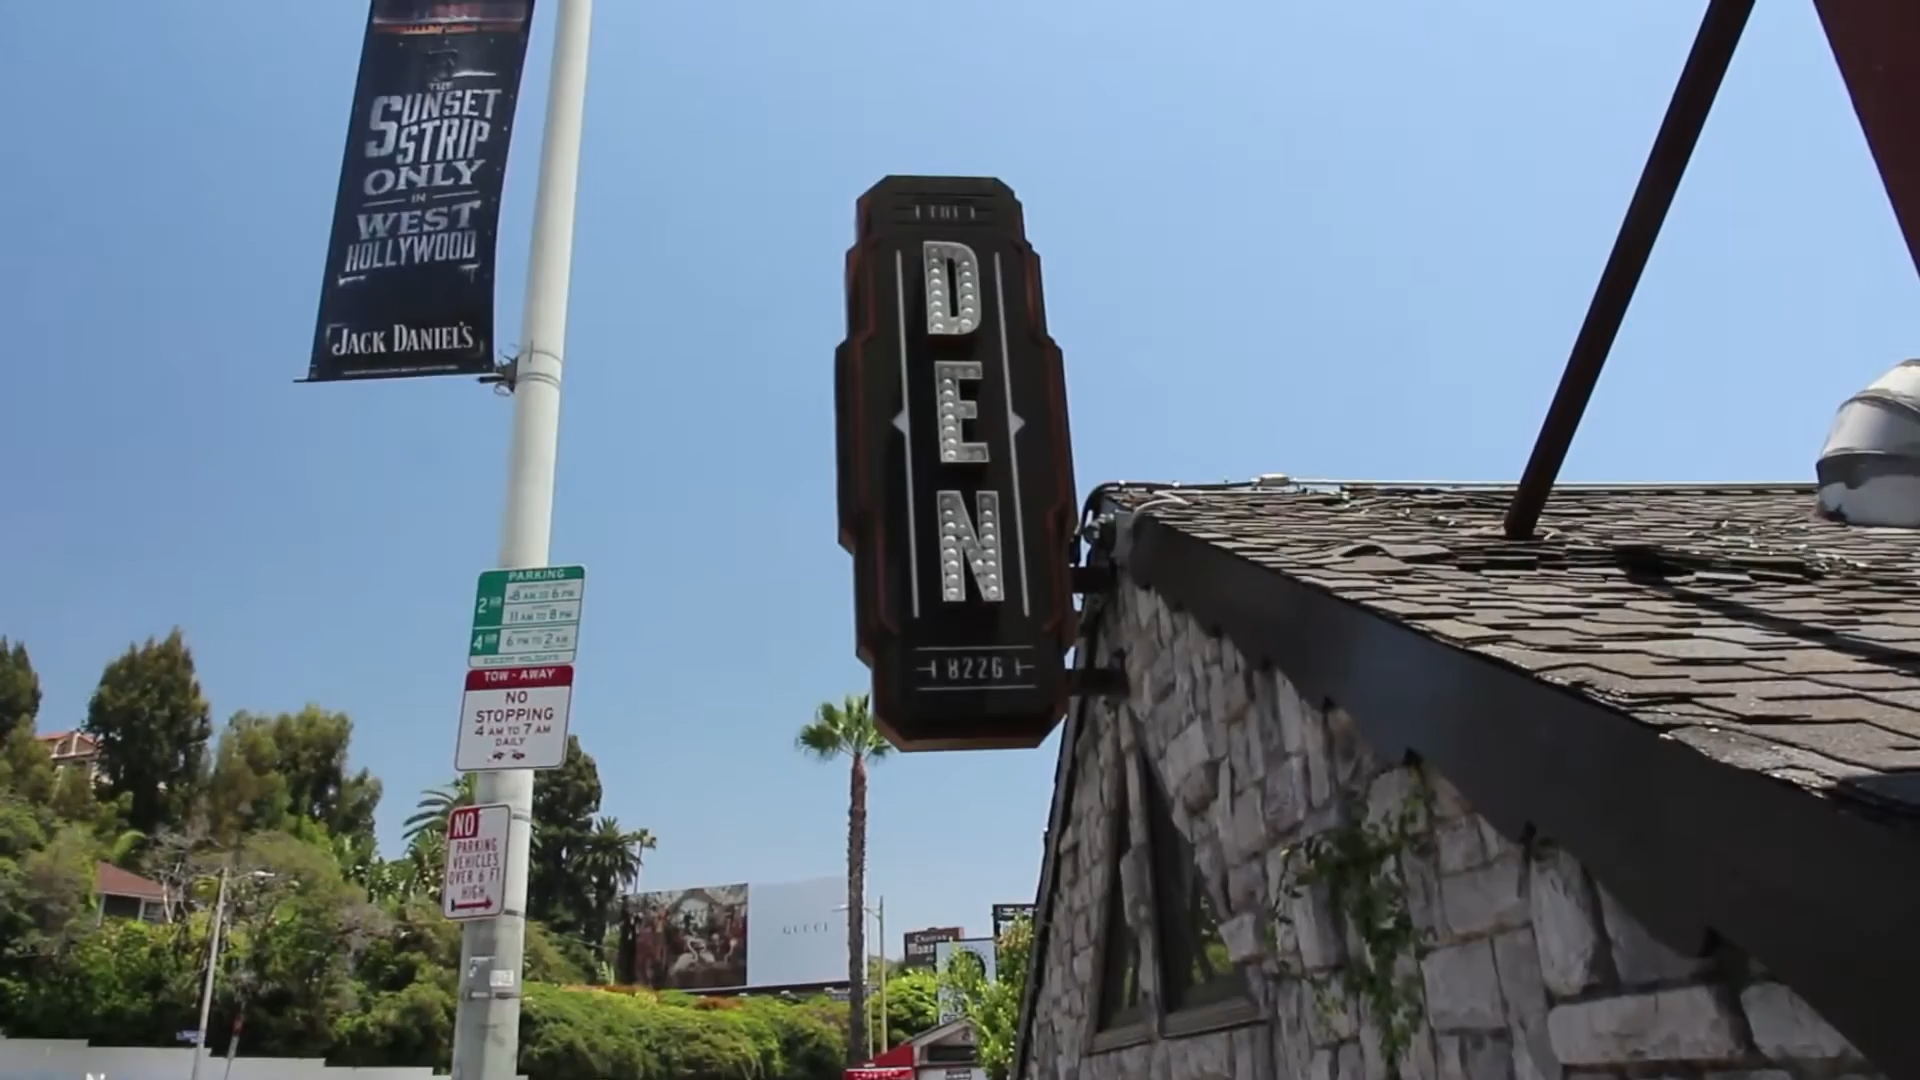 THE
SUNSET
STRIP
ONLY
IN
WEST
HOLLYWOOD
JACK DANIEL'S
THE
DEN
8226
PARKING
2 HR
8 AM TO 6 PM
11 AM TO 8 PM
4 HR
6 PM TO 2 AM
EXCEPT HOLIDAYS
TOW-AWAY
NO
STOPPING
4 AM TO 7 AM
DAILY
NO
PARKING
VEHICLES
OVER 6 FT
HIGH
GUCCI
Chateau